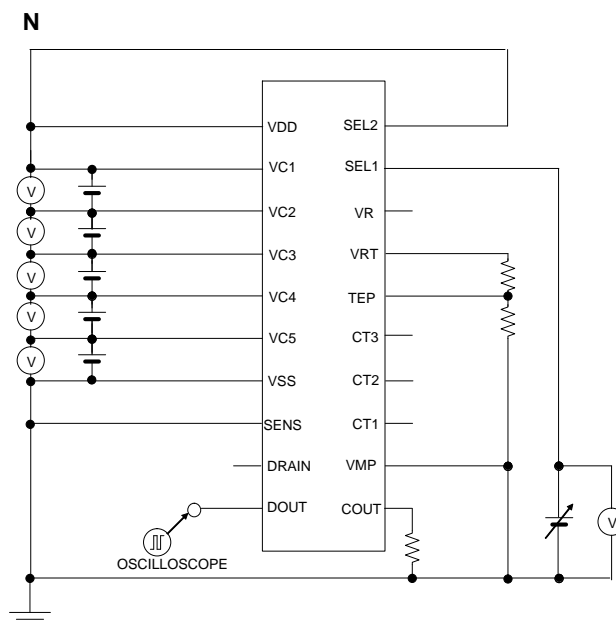 N
VDD
SEL2
VC1
SEL1
V
VC2
VR
V
VC3
VRT
V
VC4
TEP
V
VC5
CT3
V
VSS
CT2
SENS
CT1
DRAIN
VMP
DOUT
COUT
V
OSCILLOSCOPE